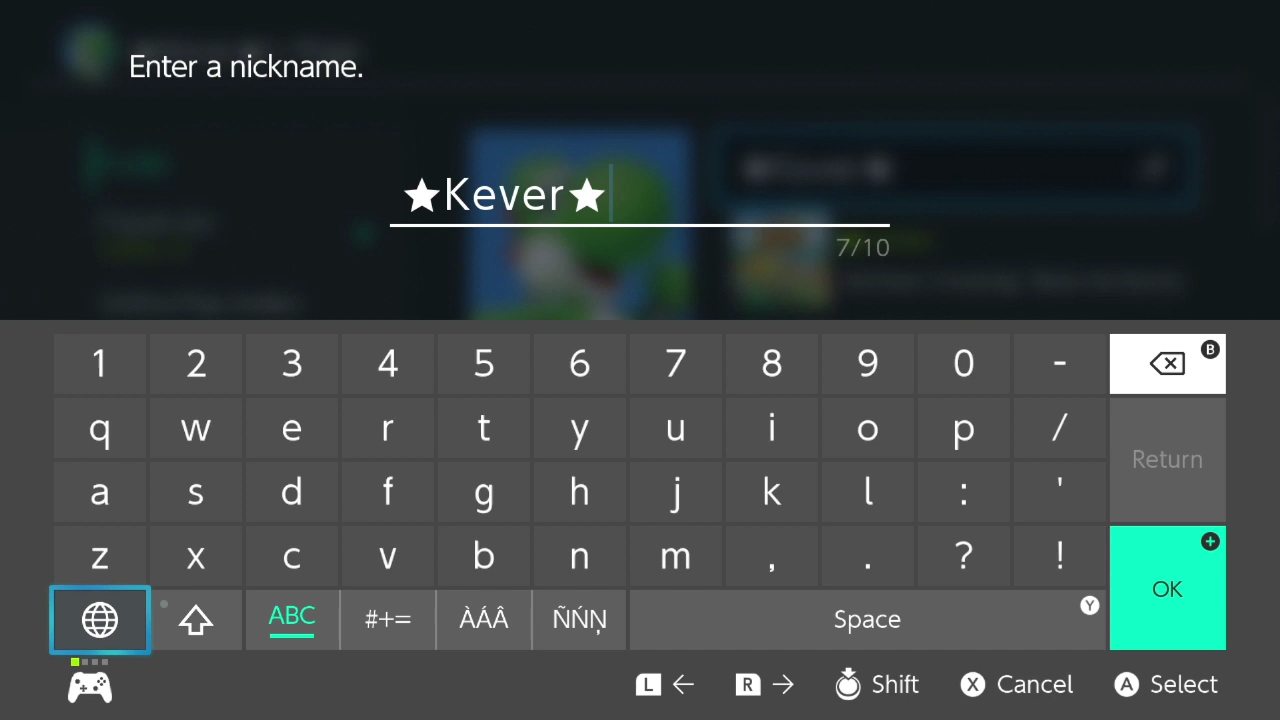 Enter a nickname.
★Kever★
7/10
1 2 3 4 5 6 7 8 9 0 - B
q w e r t y u i o p /
Return
a s d f g h j k l : '
z x c v b n m , . ? ! +
OK
ABC #+= ÀÁÂ ÑŃŅ Space Y
L ← R → Shift X Cancel A Select